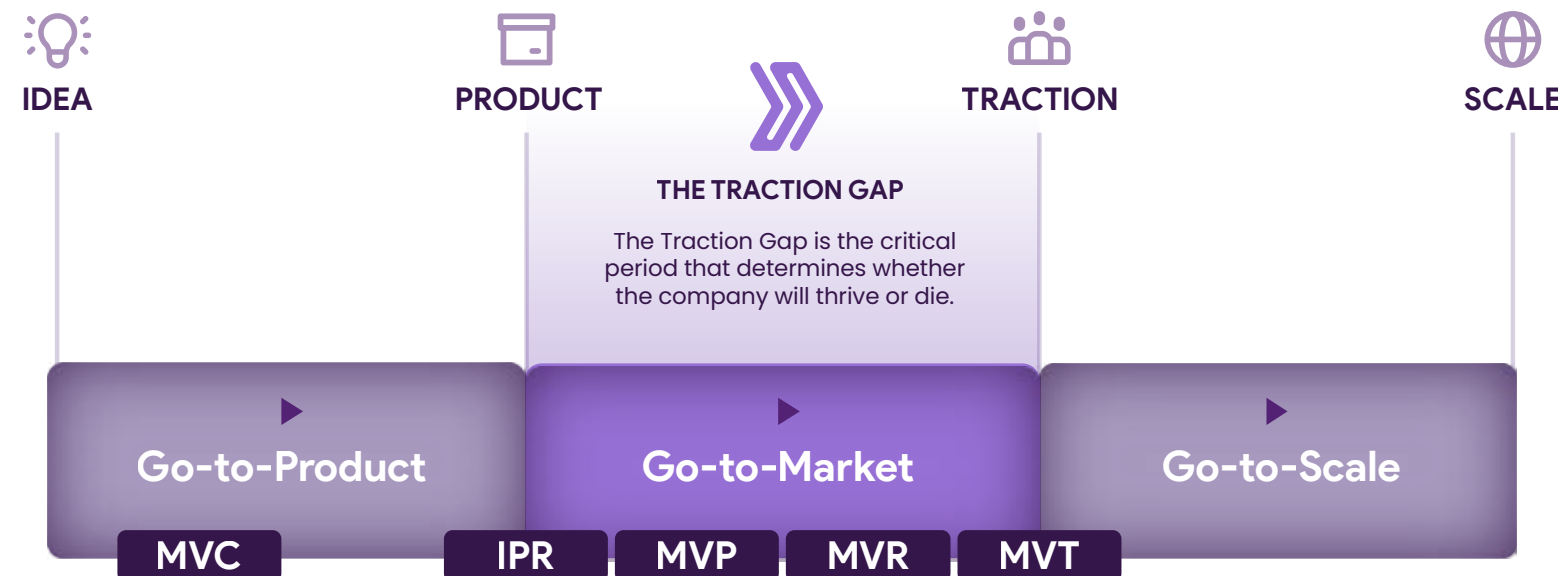 IDEA
PRODUCT
TRACTION
SCALE
THE TRACTION GAP
The Traction Gap is the critical
period that determines whether
the company will thrive or die.
Go-to-Product
Go-to-Market
Go-to-Scale
MVC
IPR
MVP
MVR
MVT